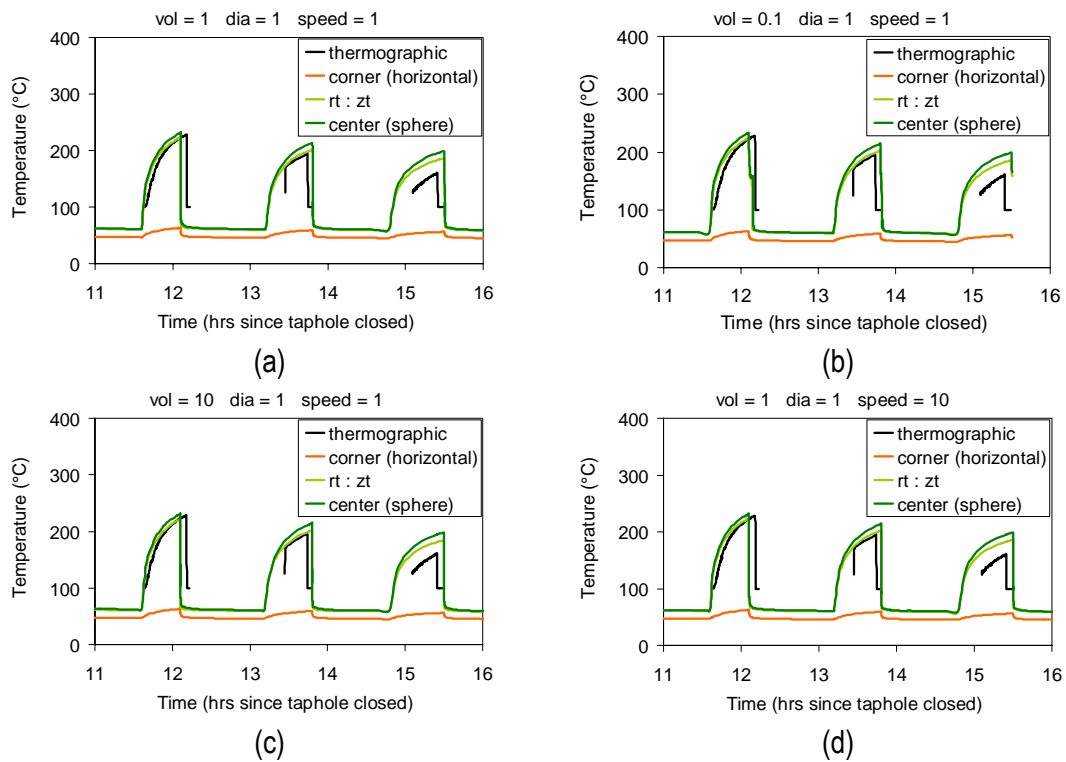 vol = 1 dia = 1 speed = 1
400
300
200
100
0
Temperature (°C)
thermographic
corner (horizontal)
rt : zt
center (sphere)
11 12 13 14 15 16
Time (hrs since taphole closed)
(a)
vol = 0.1 dia = 1 speed = 1
400
300
200
100
0
Temperature (°C)
thermographic
corner (horizontal)
rt : zt
center (sphere)
11 12 13 14 15 16
Time (hrs since taphole closed)
(b)
vol = 10 dia = 1 speed = 1
400
300
200
100
0
Temperature (°C)
thermographic
corner (horizontal)
rt : zt
center (sphere)
11 12 13 14 15 16
Time (hrs since taphole closed)
(c)
vol = 1 dia = 1 speed = 10
400
300
200
100
0
Temperature (°C)
thermographic
corner (horizontal)
rt : zt
center (sphere)
11 12 13 14 15 16
Time (hrs since taphole closed)
(d)